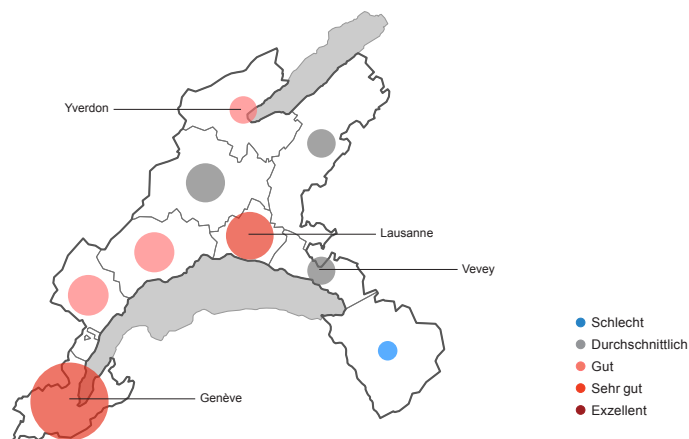 Yverdon
Lausanne
Vevey
Genève
Schlecht
Durchschnittlich
Gut
Sehr gut
Exzellent